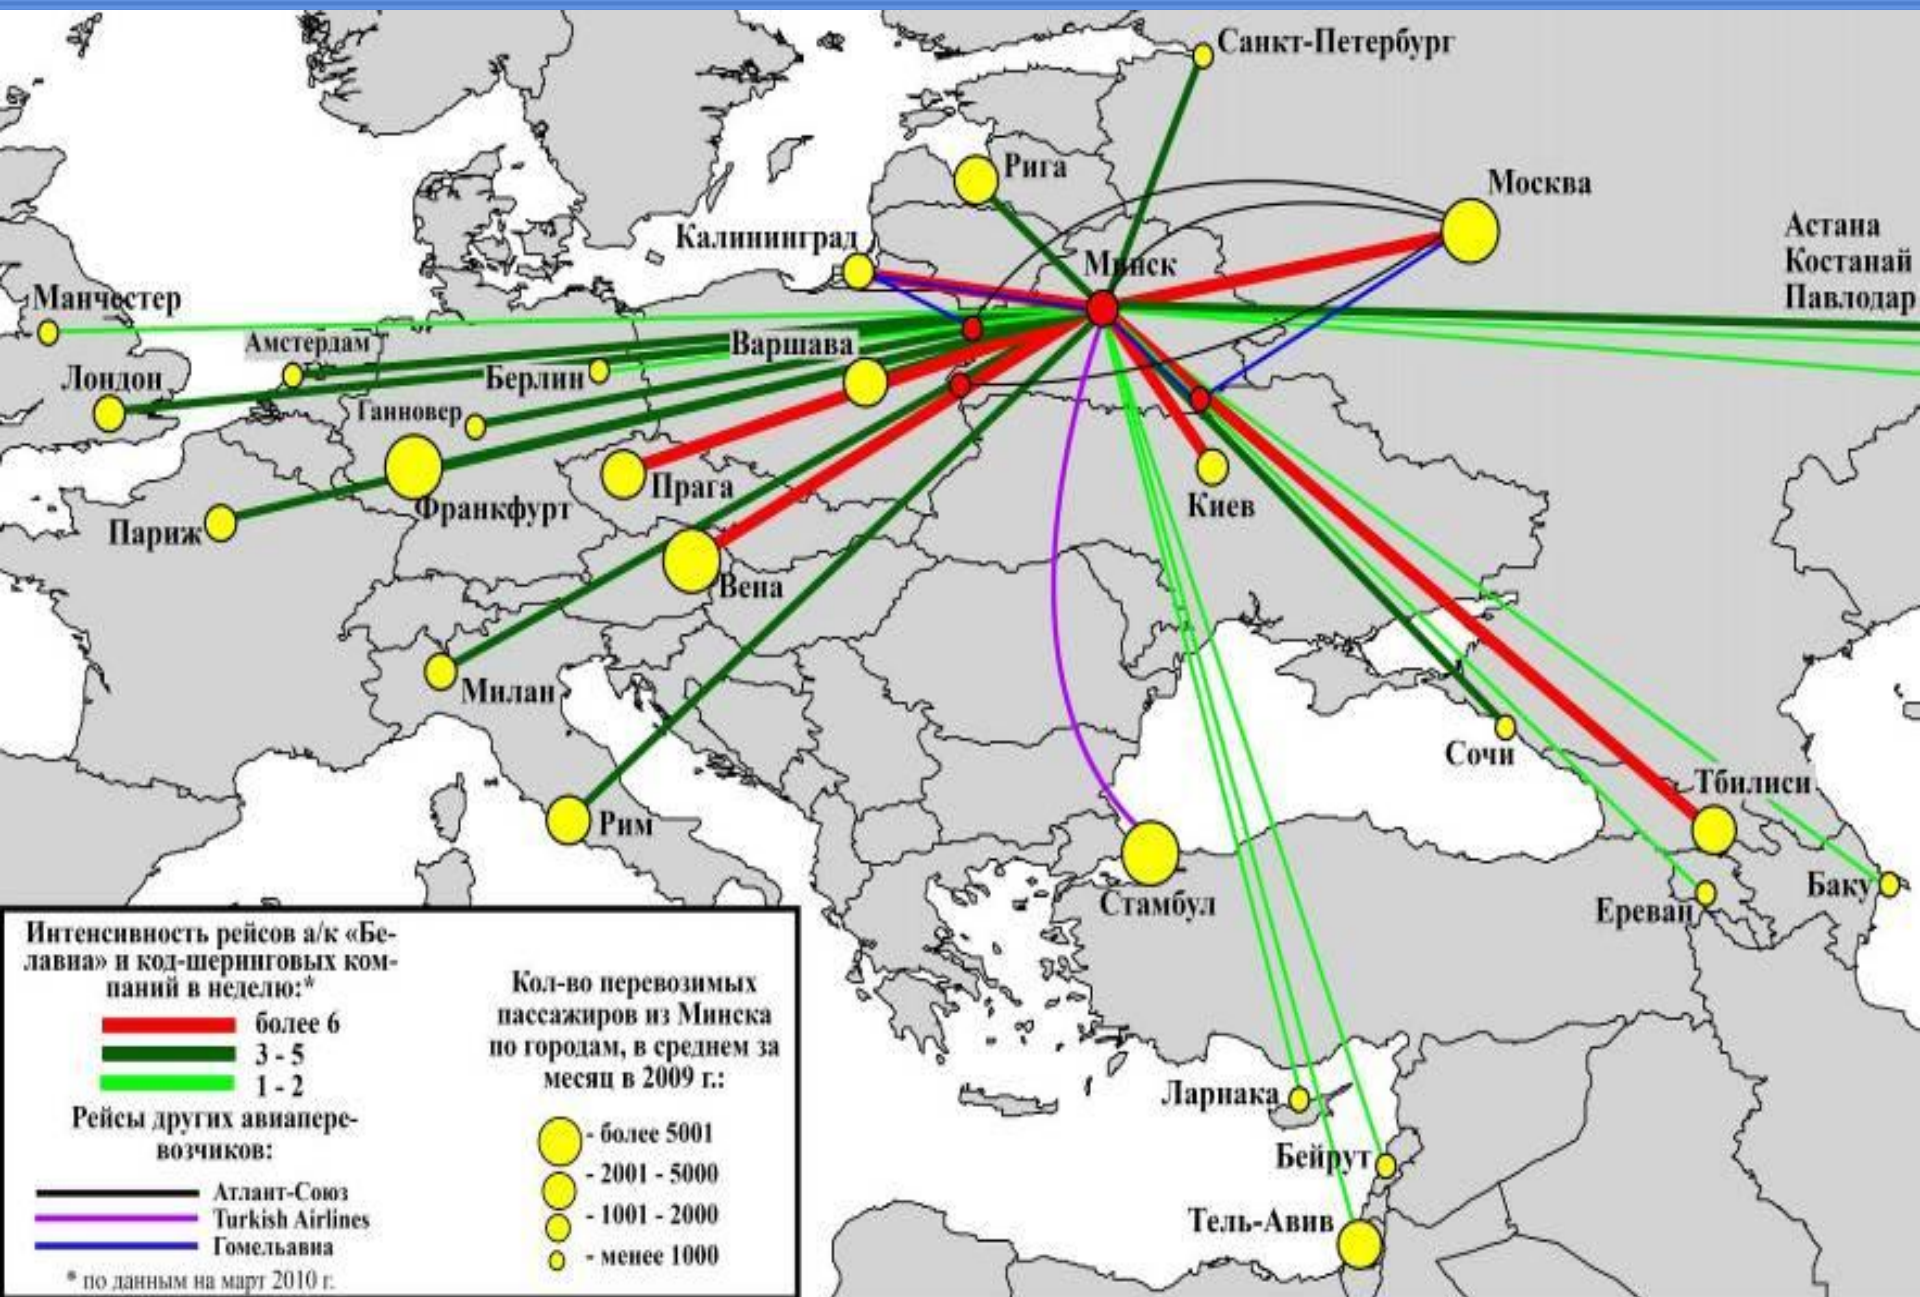 Санкт-Петербург
Рига
Москва
Калининград
Минск
Астана
Костанай
Павлодар
Манчестер
Амстердам
Варшава
Лондон
Берлин
Ганновер
Прага
Франкфурт
Киев
Париж
Вена
Милан
Сочи
Тбилиси
Рим
Баку
Стамбул
Ереван
Ларнака
Бейрут
Тель-Авив
Интенсивность рейсов а/к «Бе-
лавиа» и код-шеринговых ком-
паний в неделю:*
более 6
3 - 5
1 - 2
Рейсы других авиапере-
возчиков:
Атлант-Союз
Turkish Airlines
Гомельавиа
* по данным на март 2010 г.
Кол-во перевозимых
пассажиров из Минска
по городам, в среднем за
месяц в 2009 г.:
- более 5001
- 2001 - 5000
- 1001 - 2000
- менее 1000